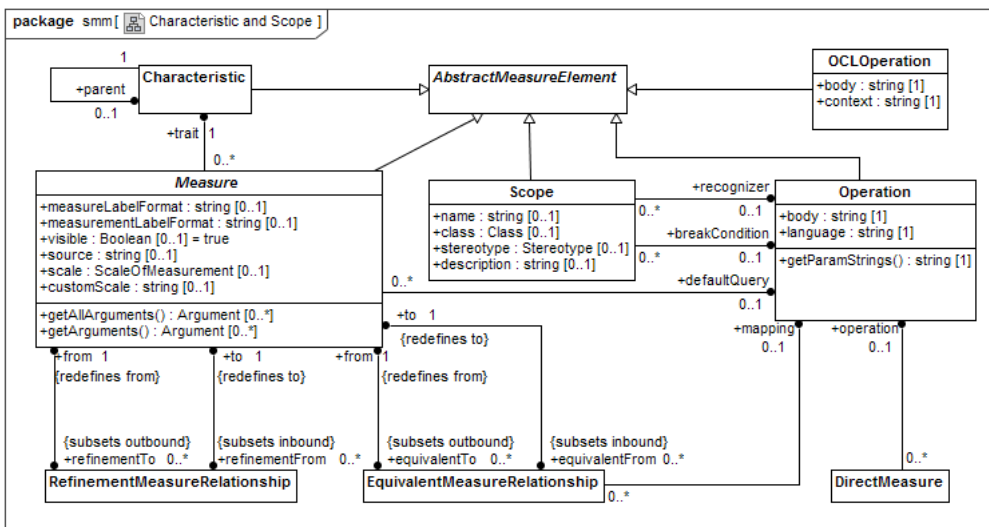 package smm[ Characteristic and Scope ]
1
Characteristic
+parent
0..1
+trait 1
0..*
AbstractMeasureElement
OCLOperation
+body : string [1]
+context : string [1]
Measure
+measureLabelFormat : string [0..1]
+measurementLabelFormat : string [0..1]
+visible : Boolean [0..1] = true
+source : string [0..1]
+scale : ScaleOfMeasurement [0..1]
+customScale : string [0..1]
+getAllArguments() : Argument [0..*]
+getArguments() : Argument [0..*]
Scope
+name : string [0..1]
+class : Class [0..1]
+stereotype : Stereotype [0..1]
+description : string [0..1]
+recognizer
0..*
0..1
+breakCondition
0..*
0..1
+defaultQuery
0..*
0..1
Operation
+body : string [1]
+language : string [1]
+getParamStrings() : string [1]
+to 1
{redefines to}
+mapping
0..1
+operation
0..1
+from 1
{redefines from}
+to 1
{redefines to}
+from 1
{redefines from}
{subsets outbound}
+refinementTo 0..*
{subsets inbound}
+refinementFrom 0..*
{subsets outbound}
+equivalentTo 0..*
{subsets inbound}
+equivalentFrom 0..*
0..*
RefinementMeasureRelationship
EquivalentMeasureRelationship
0..*
DirectMeasure